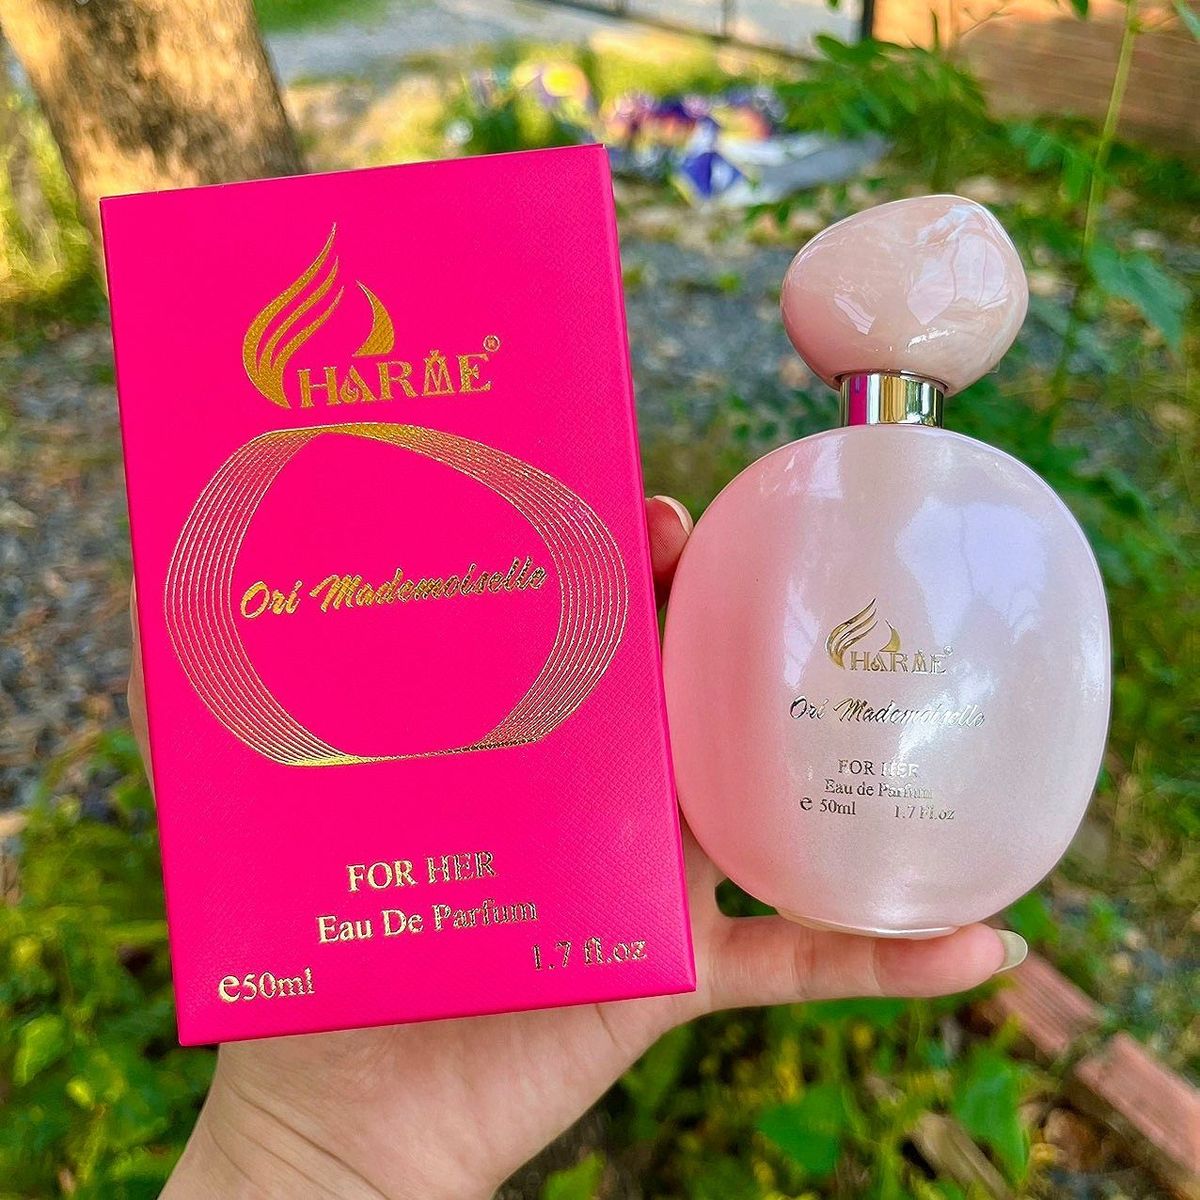 CHARME®
Ori Mademoiselle
FOR HER
Eau De Parfum
e50ml 1.7 fl.oz
CHARME®
Ori Mademoiselle
FOR HER
Eau de Parfum
e 50ml 1.7 Fl.oz